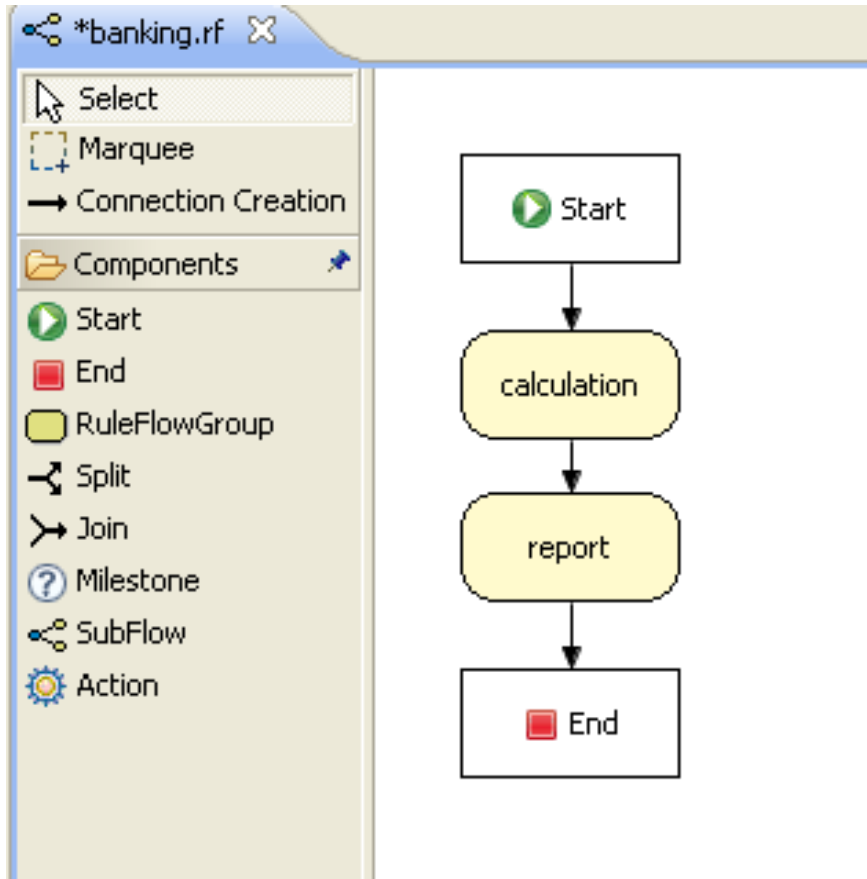 *banking.rf
Select
Marquee
Connection Creation
Components
Start
End
RuleFlowGroup
Split
Join
Milestone
SubFlow
Action
Start
calculation
report
End